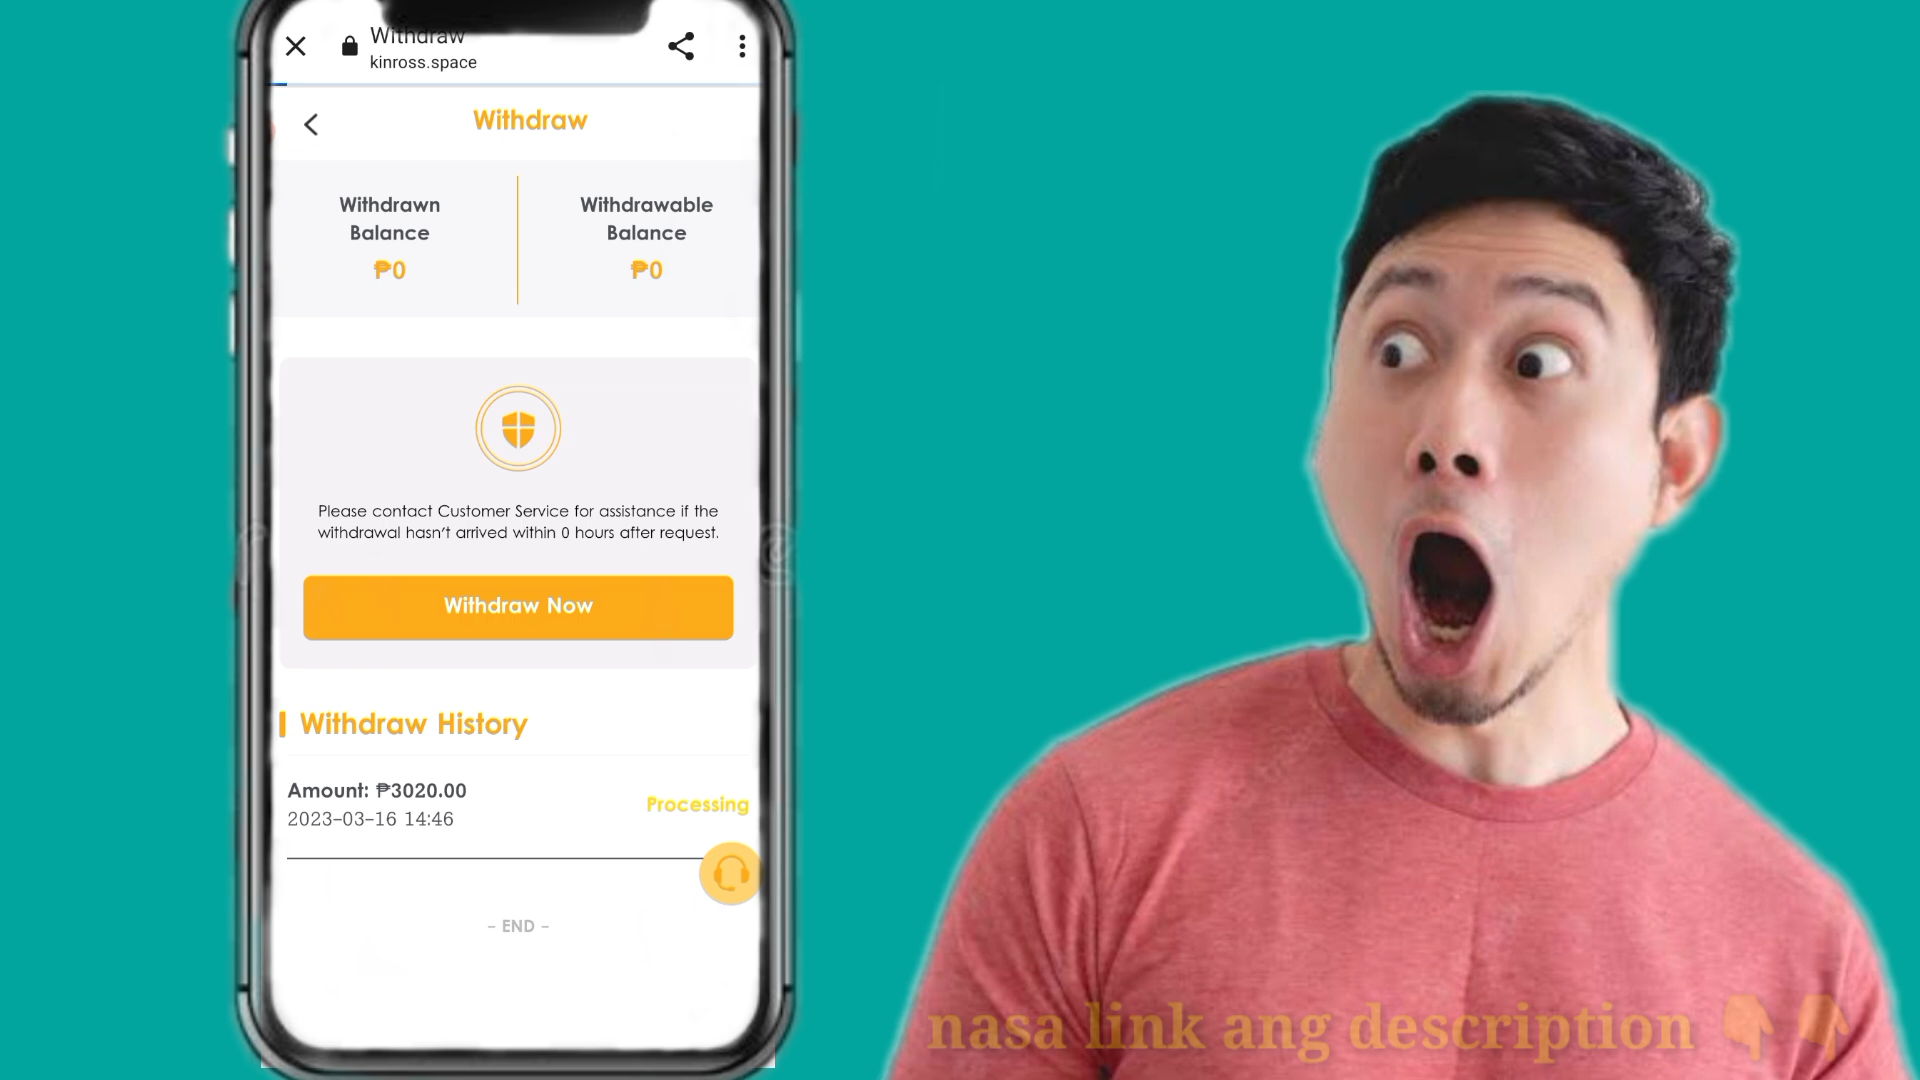 Withdraw
kinross.space
Withdraw
Withdrawn
Balance
₱0
Withdrawable
Balance
₱0
Please contact Customer Service for assistance if the
withdrawal hasn't arrived within 0 hours after request.
Withdraw Now
Withdraw History
Amount: ₱3020.00
2023-03-16 14:46
Processing
- END -
nasa link ang description 👇👇